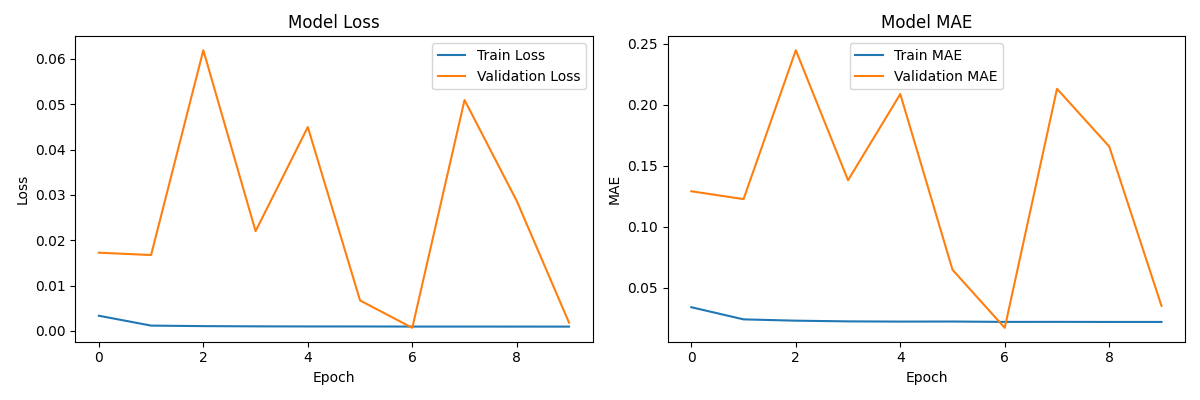 Model Loss
Train Loss
Validation Loss
Loss
0.06
0.05
0.04
0.03
0.02
0.01
0.00
0 2 4 6 8
Epoch
Model MAE
Train MAE
Validation MAE
MAE
0.25
0.20
0.15
0.10
0.05
0 2 4 6 8
Epoch